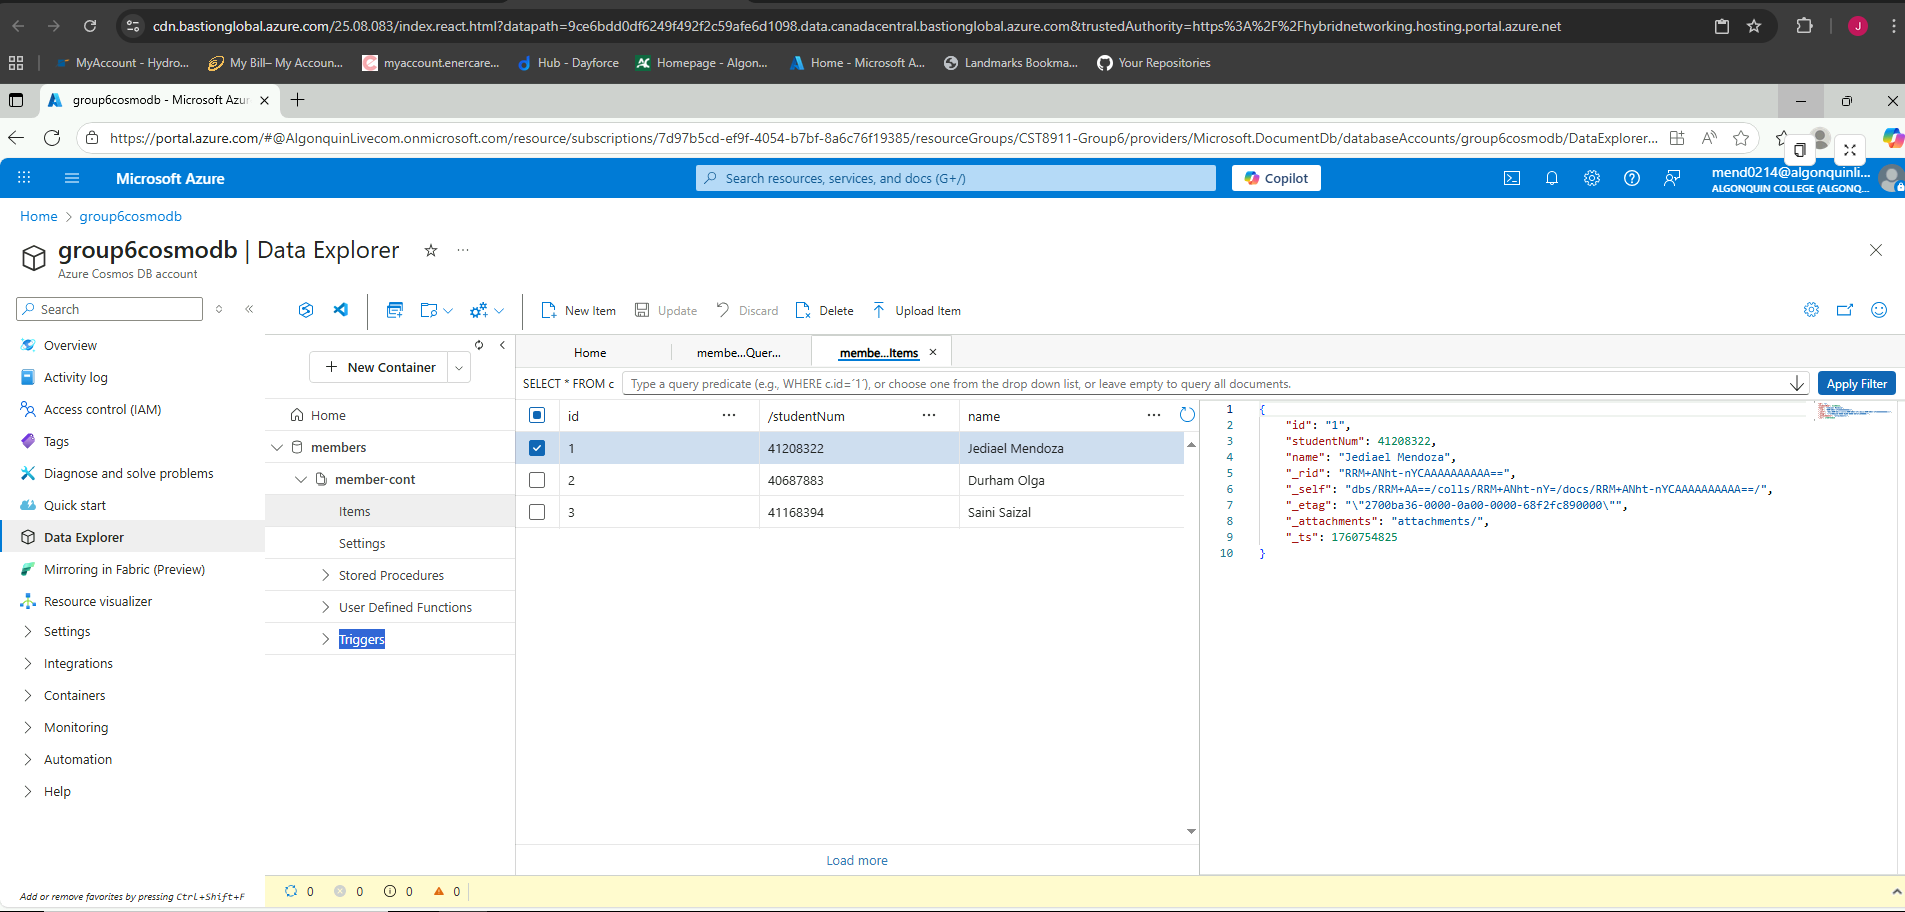 cdn.bastionglobal.azure.com/25.08.083/index.react.html?datapath=9ce6bdd0df6249f492f2c59afe6d1098.data.canadacentral.bastionglobal.azure.com&trustedAuthority=https%3A%2F%2Fhybridnetworking.hosting.portal.azure.net
MyAccount - Hydro... My Bill– My Accoun... myaccount.enercare... Hub - Dayforce Homepage - Algon... Home - Microsoft A... Landmarks Bookma... Your Repositories
group6cosmodb - Microsoft Azur
https://portal.azure.com/#@AlgonquinLivecom.onmicrosoft.com/resource/subscriptions/7d97b5cd-ef9f-4054-b7bf-8a6c76f19385/resourceGroups/CST8911-Group6/providers/Microsoft.DocumentDb/databaseAccounts/group6cosmodb/DataExplorer...
Microsoft Azure
Search resources, services, and docs (G+/)
Copilot
mend0214@algonquinli...
ALGONQUIN COLLEGE (ALGONQ...
Home > group6cosmodb
group6cosmodb | Data Explorer
Azure Cosmos DB account
Search
Overview
Activity log
Access control (IAM)
Tags
Diagnose and solve problems
Quick start
Data Explorer
Mirroring in Fabric (Preview)
Resource visualizer
Settings
Integrations
Containers
Monitoring
Automation
Help
Add or remove favorites by pressing Ctrl+Shift+F
New Item Update Discard Delete Upload Item
New Container
Home
members
member-cont
Items
Settings
Stored Procedures
User Defined Functions
Triggers
Home membe...Quer... membe...Items
SELECT * FROM c Type a query predicate (e.g., WHERE c.id=´1´), or choose one from the drop down list, or leave empty to query all documents. Apply Filter
id /studentNum name
1 41208322 Jediael Mendoza
2 40687883 Durham Olga
3 41168394 Saini Saizal
Load more
1 {
2 "id": "1",
3 "studentNum": 41208322,
4 "name": "Jediael Mendoza",
5 "_rid": "RRM+ANht-nYCAAAAAAAAAA==",
6 "_self": "dbs/RRM+AA==/colls/RRM+ANht-nY=/docs/RRM+ANht-nYCAAAAAAAAAA==/",
7 "_etag": "\"2700ba36-0000-0a00-0000-68f2fc890000\"",
8 "_attachments": "attachments/",
9 "_ts": 1760754825
10 }
0 0 0 0